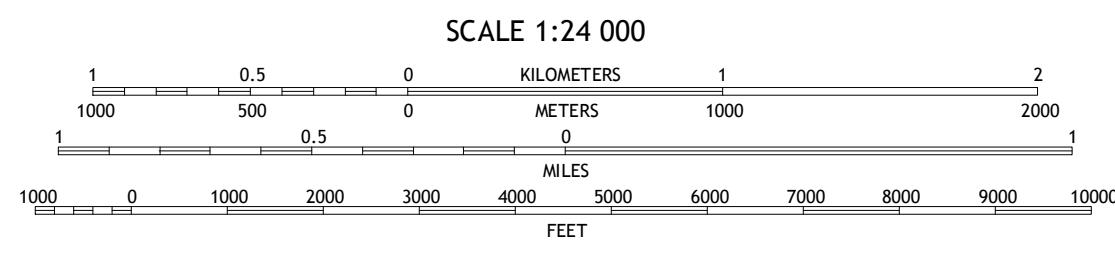 SCALE 1:24 000
1 0.5 0 KILOMETERS 1 2
1000 500 0 METERS 1000 2000
1 0.5 0 1
MILES
1000 0 1000 2000 3000 4000 5000 6000 7000 8000 9000 10000
FEET